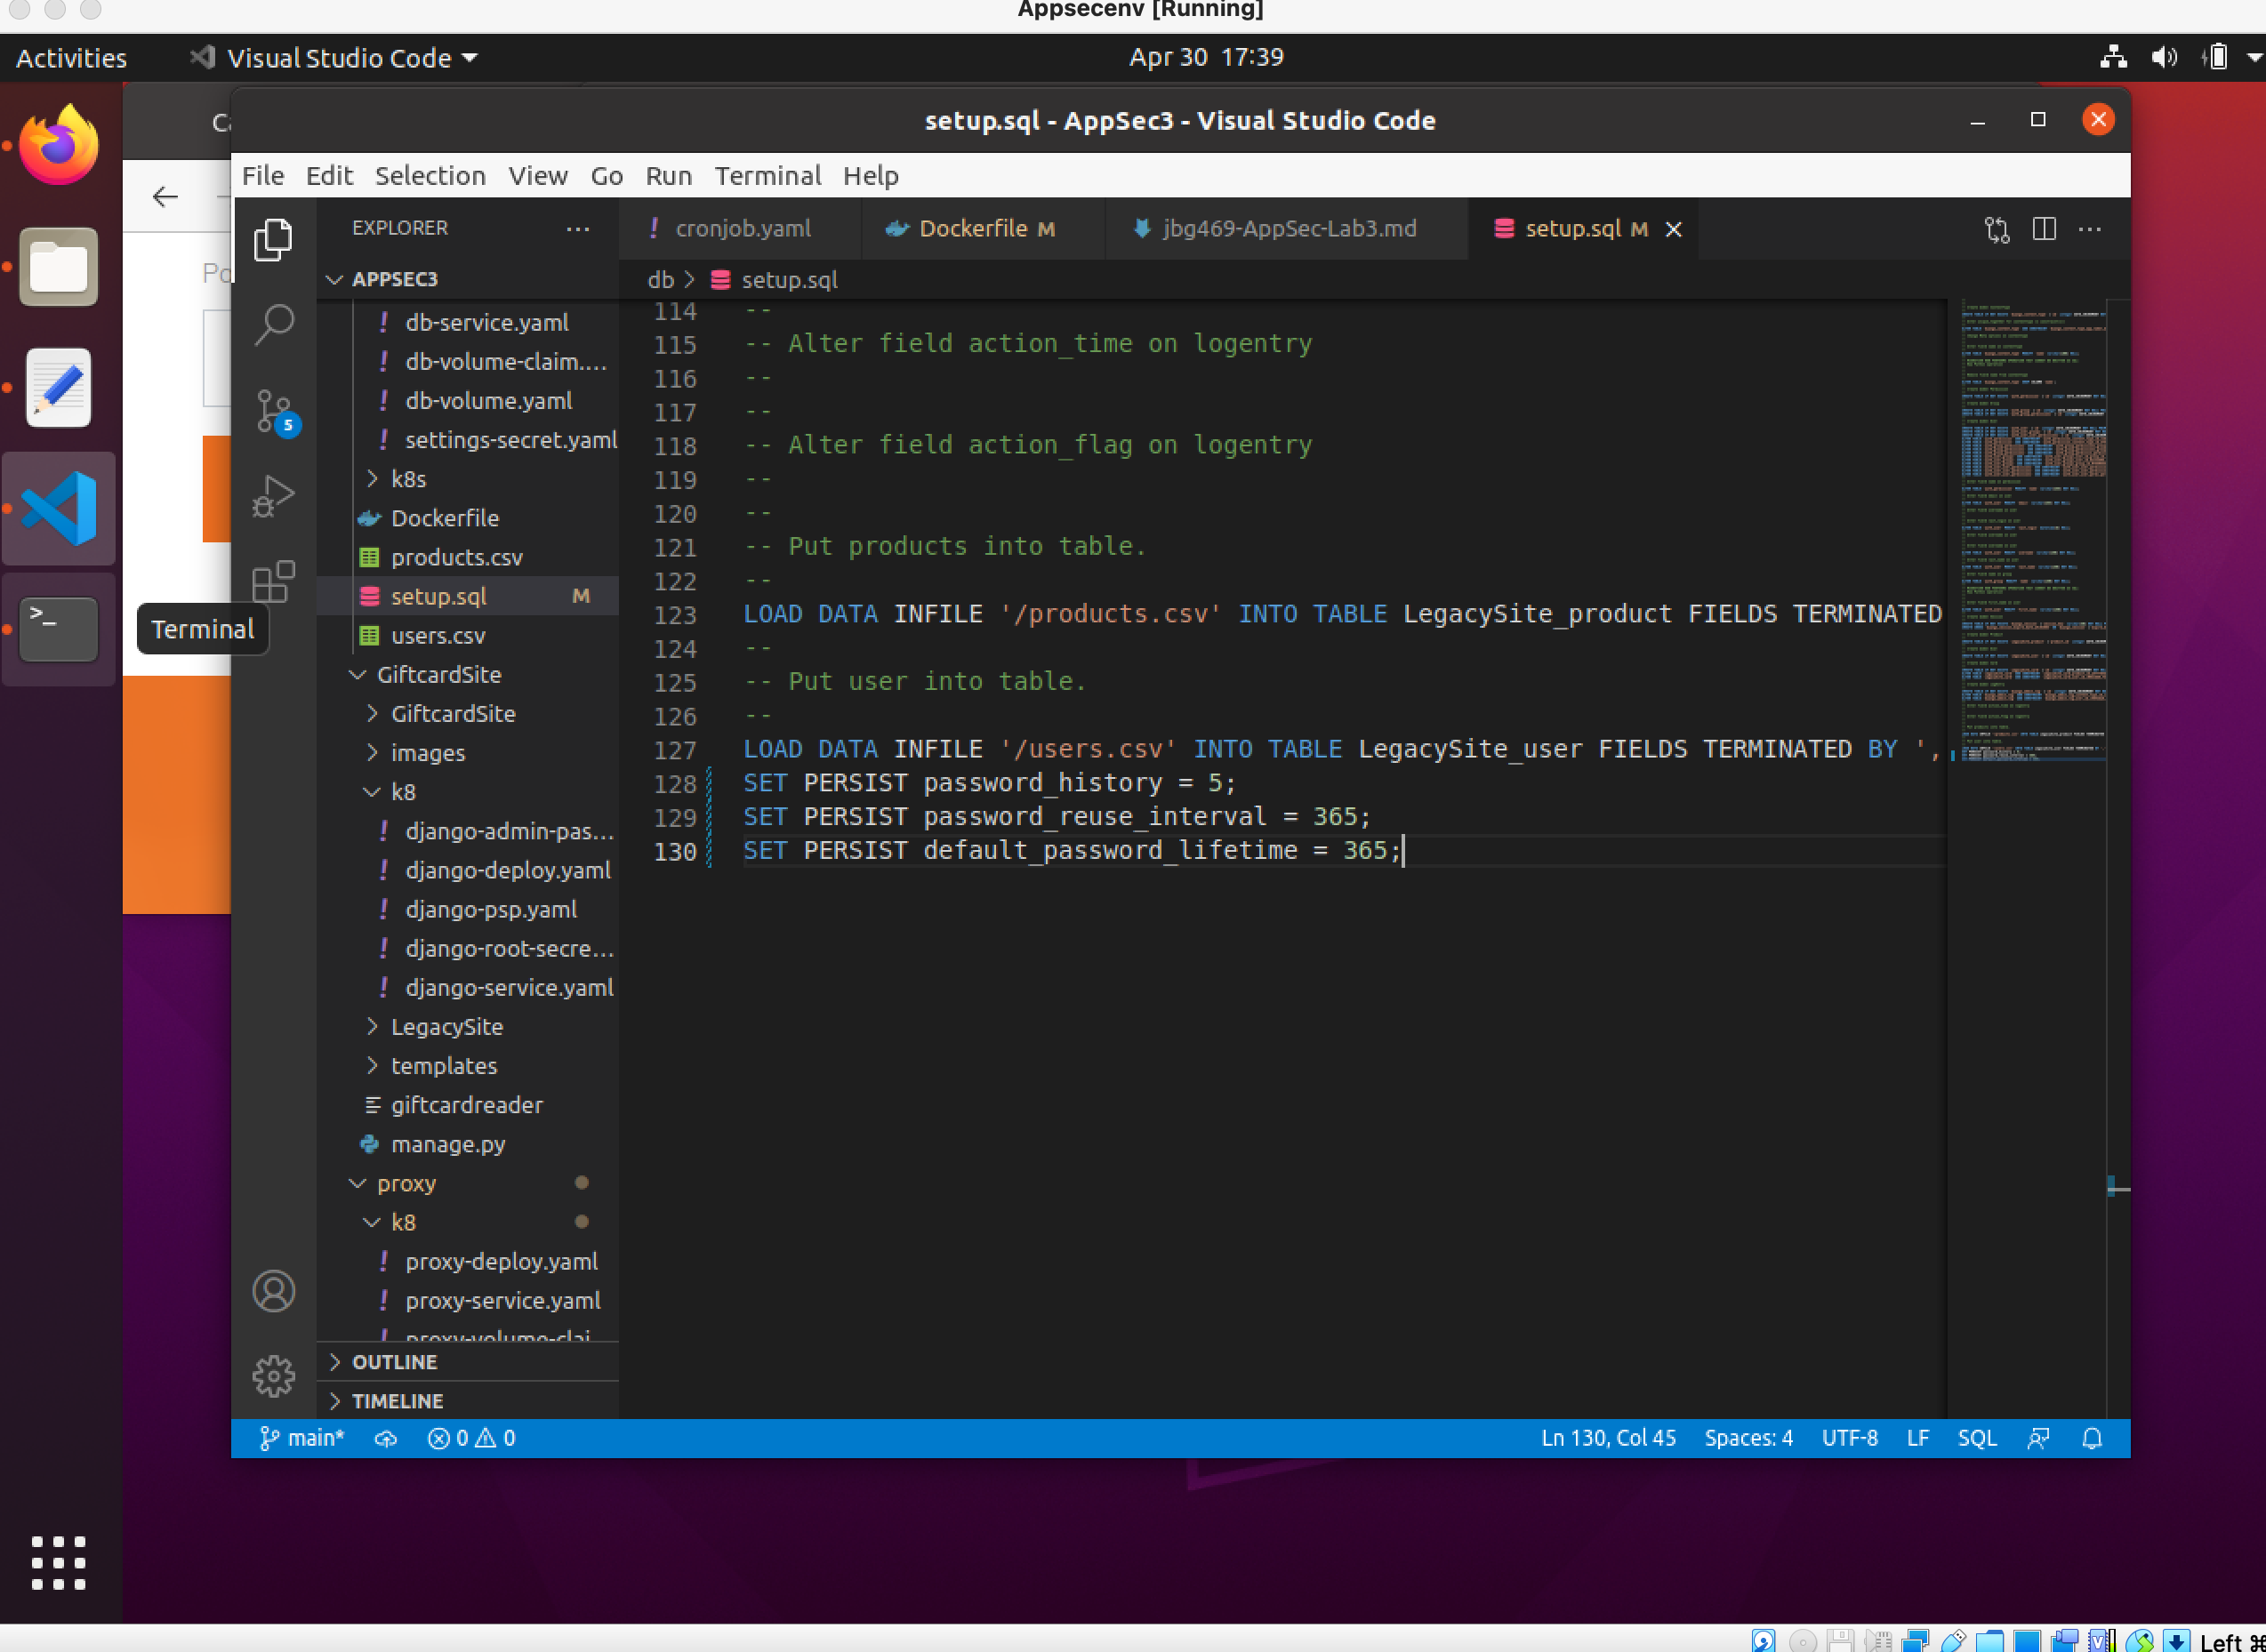 Appsecenv [Running]
Activities
Visual Studio Code
Apr 30 17:39
setup.sql - AppSec3 - Visual Studio Code
File Edit Selection View Go Run Terminal Help
EXPLORER
cronjob.yaml
Dockerfile M
jbg469-AppSec-Lab3.md
setup.sql M
APPSEC3
db > setup.sql
db-service.yaml
db-volume-claim....
db-volume.yaml
settings-secret.yaml
k8s
Dockerfile
products.csv
setup.sql M
users.csv
GiftcardSite
GiftcardSite
images
k8
django-admin-pas...
django-deploy.yaml
django-psp.yaml
django-root-secre...
django-service.yaml
LegacySite
templates
giftcardreader
manage.py
proxy
k8
proxy-deploy.yaml
proxy-service.yaml
proxy-volume-clai
OUTLINE
TIMELINE
5
Terminal
114 --
115 -- Alter field action_time on logentry
116 --
117 --
118 -- Alter field action_flag on logentry
119 --
120 --
121 -- Put products into table.
122 --
123 LOAD DATA INFILE '/products.csv' INTO TABLE LegacySite_product FIELDS TERMINATED
124 --
125 -- Put user into table.
126 --
127 LOAD DATA INFILE '/users.csv' INTO TABLE LegacySite_user FIELDS TERMINATED BY ',
128 SET PERSIST password_history = 5;
129 SET PERSIST password_reuse_interval = 365;
130 SET PERSIST default_password_lifetime = 365;
main* 0 0
Ln 130, Col 45 Spaces: 4 UTF-8 LF SQL
Left ⌘